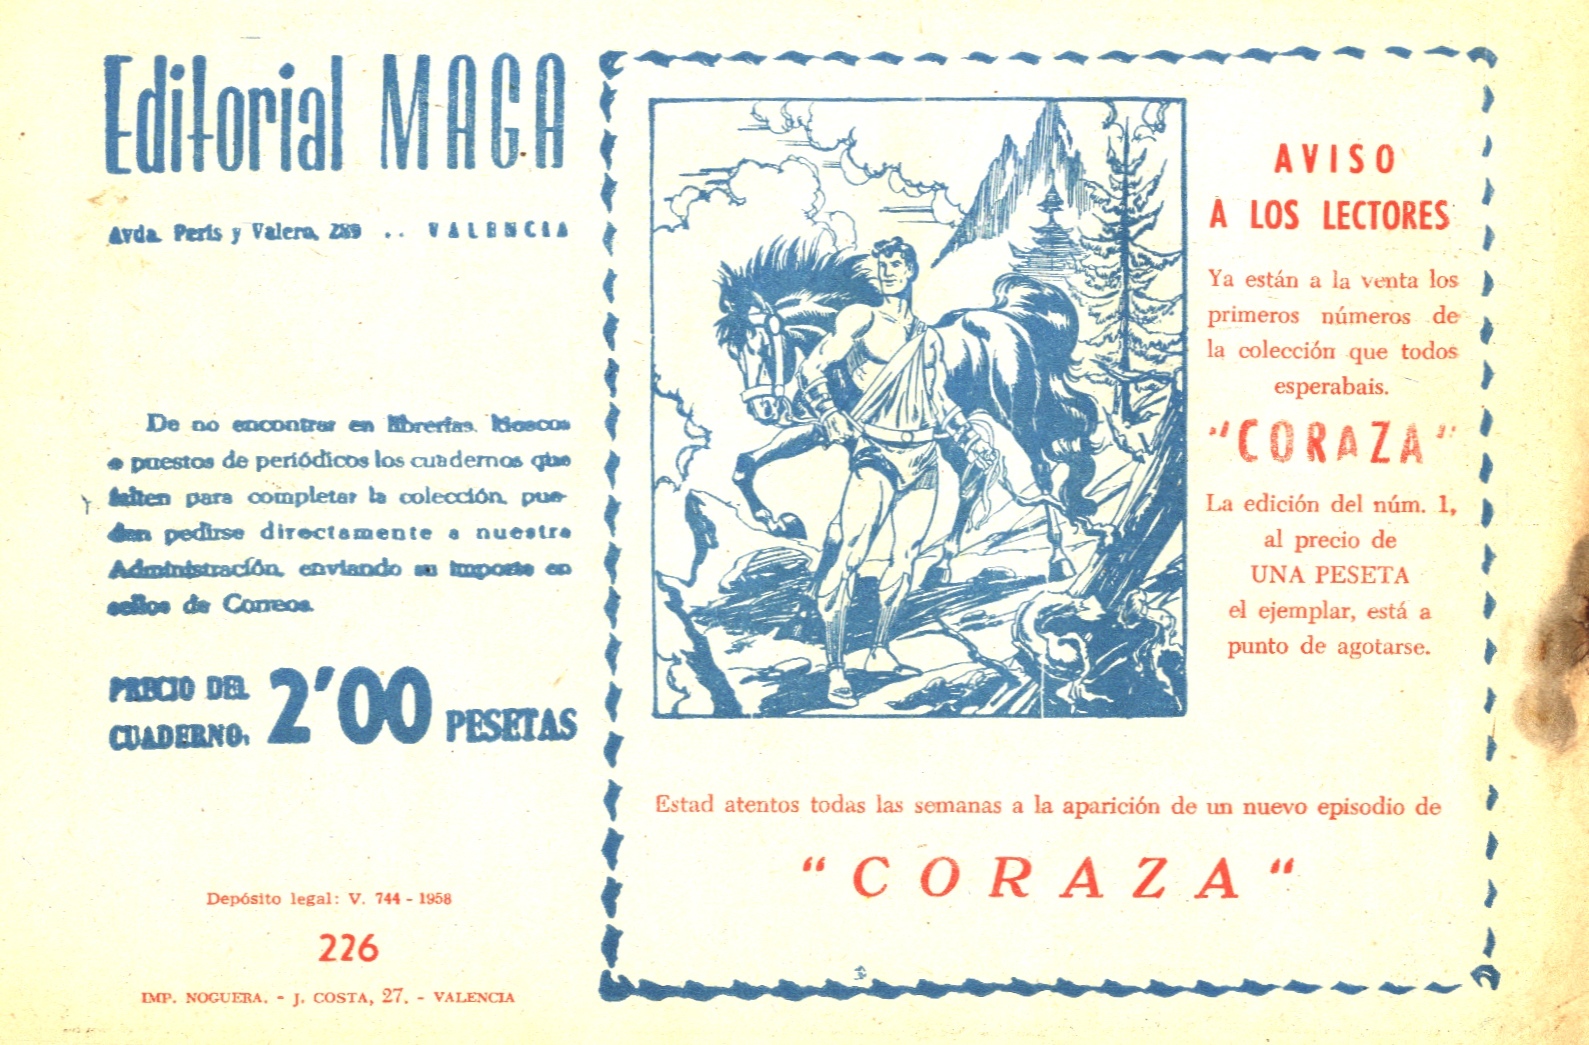 Editorial MAGA
Avda. Peris y Valero, 289 .. VALENCIA
De no encontrar en librerías, kioscos
o puestos de periódicos los cuadernos que
falten para completar la colección, pue-
den pedirse directamente a nuestra
Administración, enviando su importe en
sellos de Correos.
PRECIO DEL
CUADERNO: 2'00 PESETAS
Depósito legal: V. 744 - 1958
226
IMP. NOGUERA. - J. COSTA, 27. - VALENCIA
AVISO
A LOS LECTORES
Ya están a la venta los
primeros números de
la colección que todos
esperabais.
"CORAZA"
La edición del núm. 1,
al precio de
UNA PESETA
el ejemplar, está a
punto de agotarse.
Estad atentos todas las semanas a la aparición de un nuevo episodio de
"CORAZA"